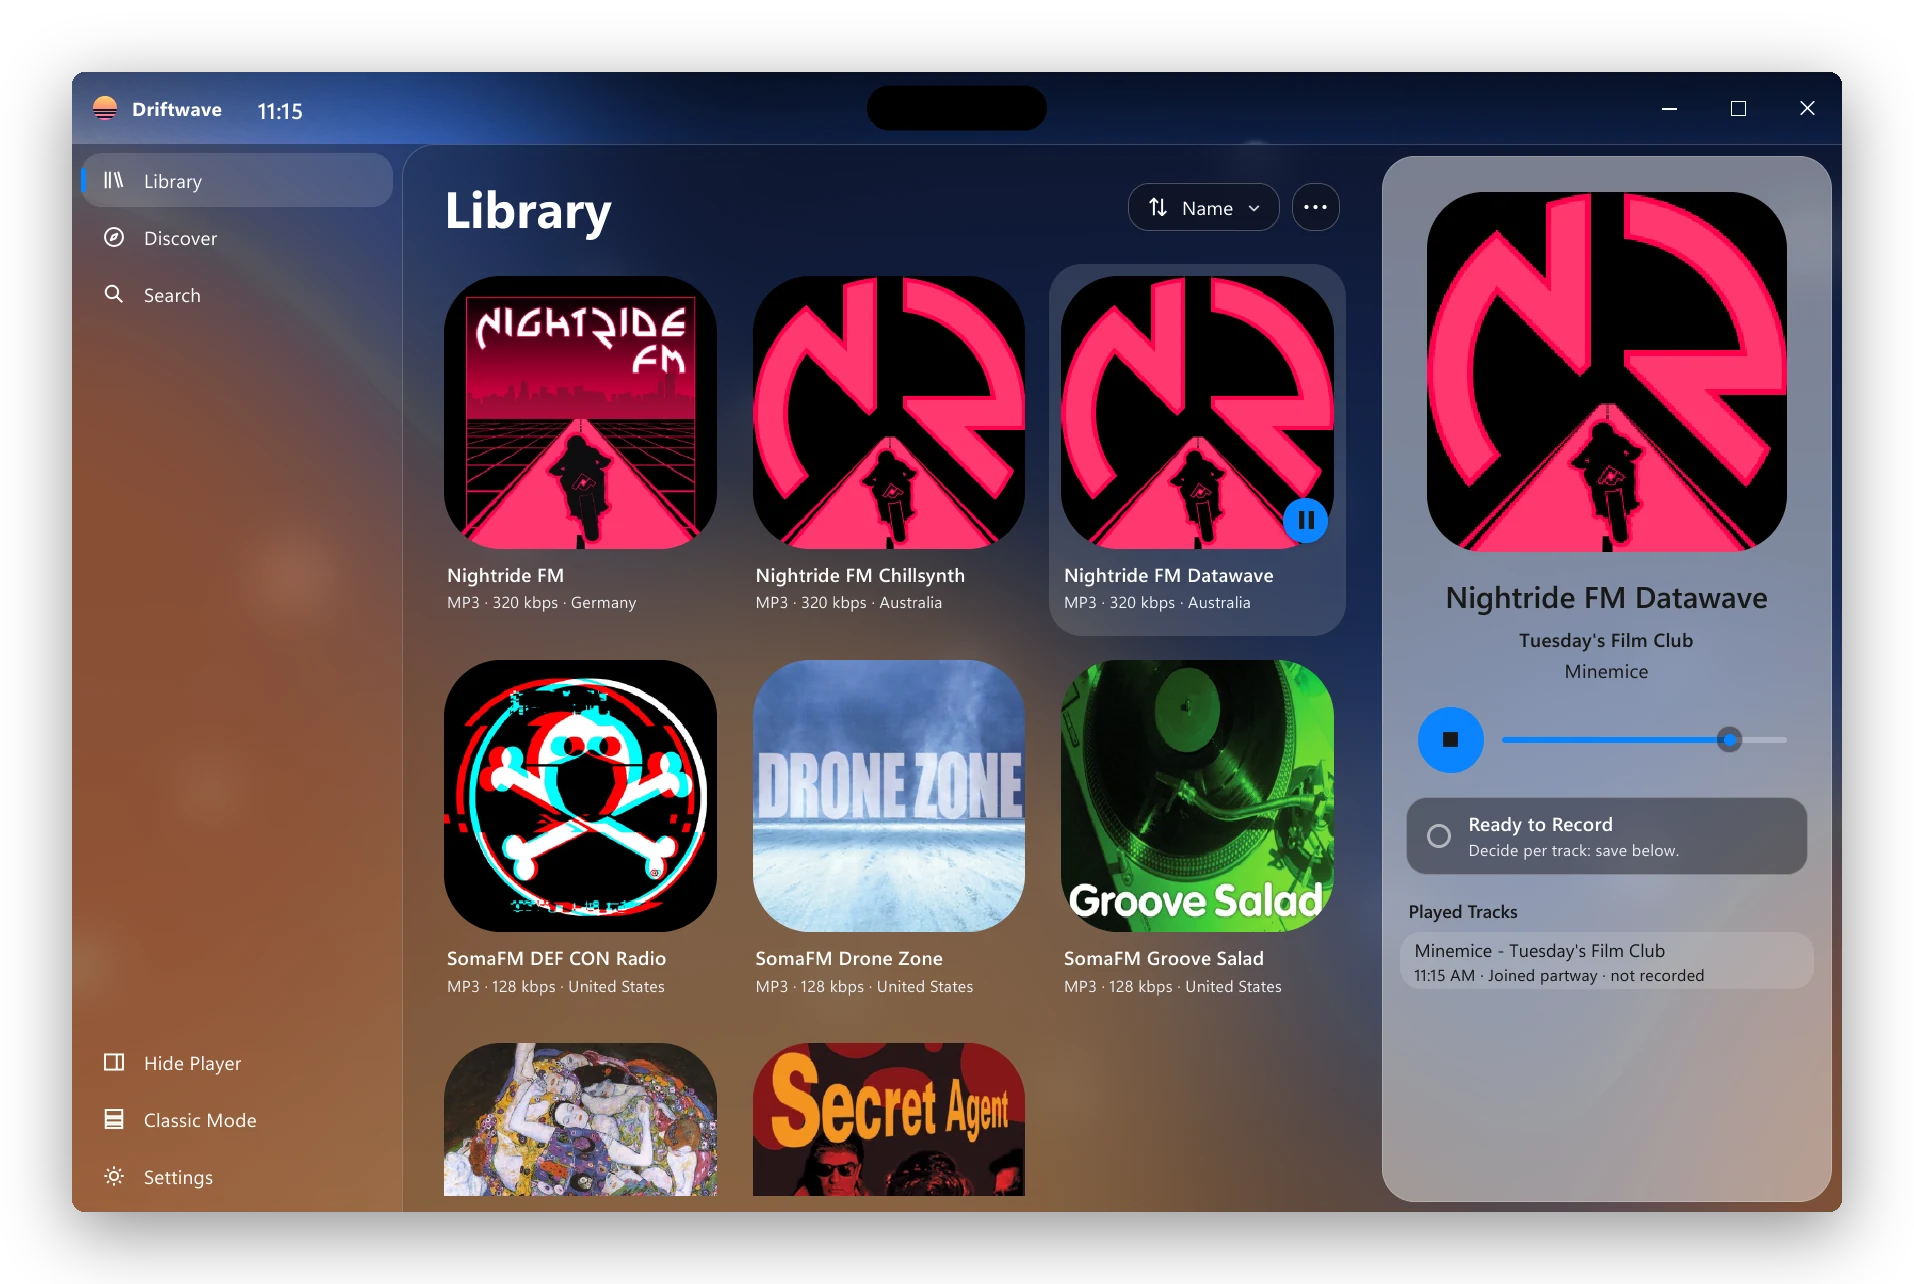 Driftwave
11:15
Library
Discover
Search
Hide Player
Classic Mode
Settings
Library
Name
NIGHTRIDE
FM
Nightride FM
MP3 · 320 kbps · Germany
Nightride FM Chillsynth
MP3 · 320 kbps · Australia
Nightride FM Datawave
MP3 · 320 kbps · Australia
SomaFM DEF CON Radio
MP3 · 128 kbps · United States
DRONE ZONE
SomaFM Drone Zone
MP3 · 128 kbps · United States
Groove Salad
SomaFM Groove Salad
MP3 · 128 kbps · United States
Secret Agent
Nightride FM Datawave
Tuesday's Film Club
Minemice
Ready to Record
Decide per track: save below.
Played Tracks
Minemice - Tuesday's Film Club
11:15 AM · Joined partway · not recorded